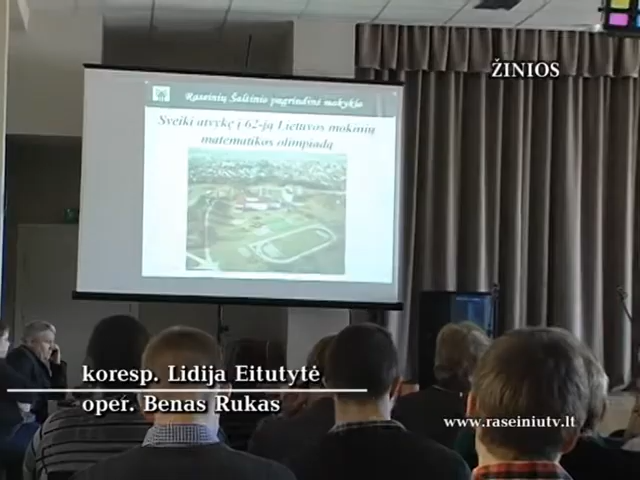 ŽINIOS
Raseinių Šaltinio pagrindinė mokykla
Sveiki atvykę į 62-ją Lietuvos mokinių
matematikos olimpiadą
koresp. Lidija Eitutytė
oper. Benas Rukas
www.raseiniutv.lt